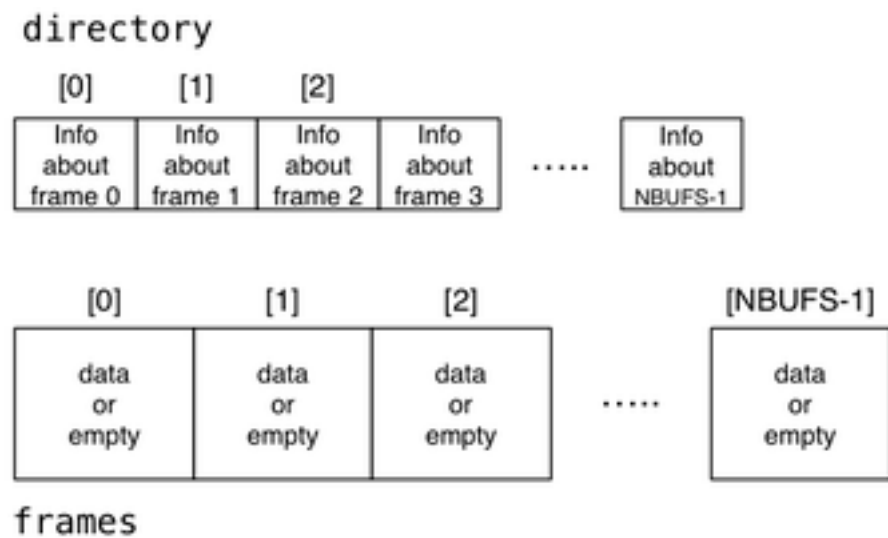 directory
[0] [1] [2]
Info Info Info Info Info
about about about about ..... about
frame 0 frame 1 frame 2 frame 3 NBUFS-1
[0] [1] [2] [NBUFS-1]
data data data data
or or or ..... or
empty empty empty empty
frames